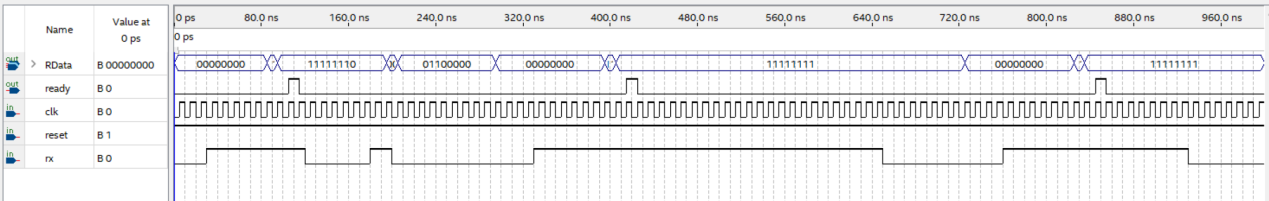 Name
Value at
0 ps
0 ps 80.0 ns 160.0 ns 240.0 ns 320.0 ns 400.0 ns 480.0 ns 560.0 ns 640.0 ns 720.0 ns 800.0 ns 880.0 ns 960.0 ns
0 ps
out RData B 00000000 00000000 11111110 01100000 00000000 11111111 00000000 11111111
out ready B 0
in clk B 0
in reset B 1
in rx B 0